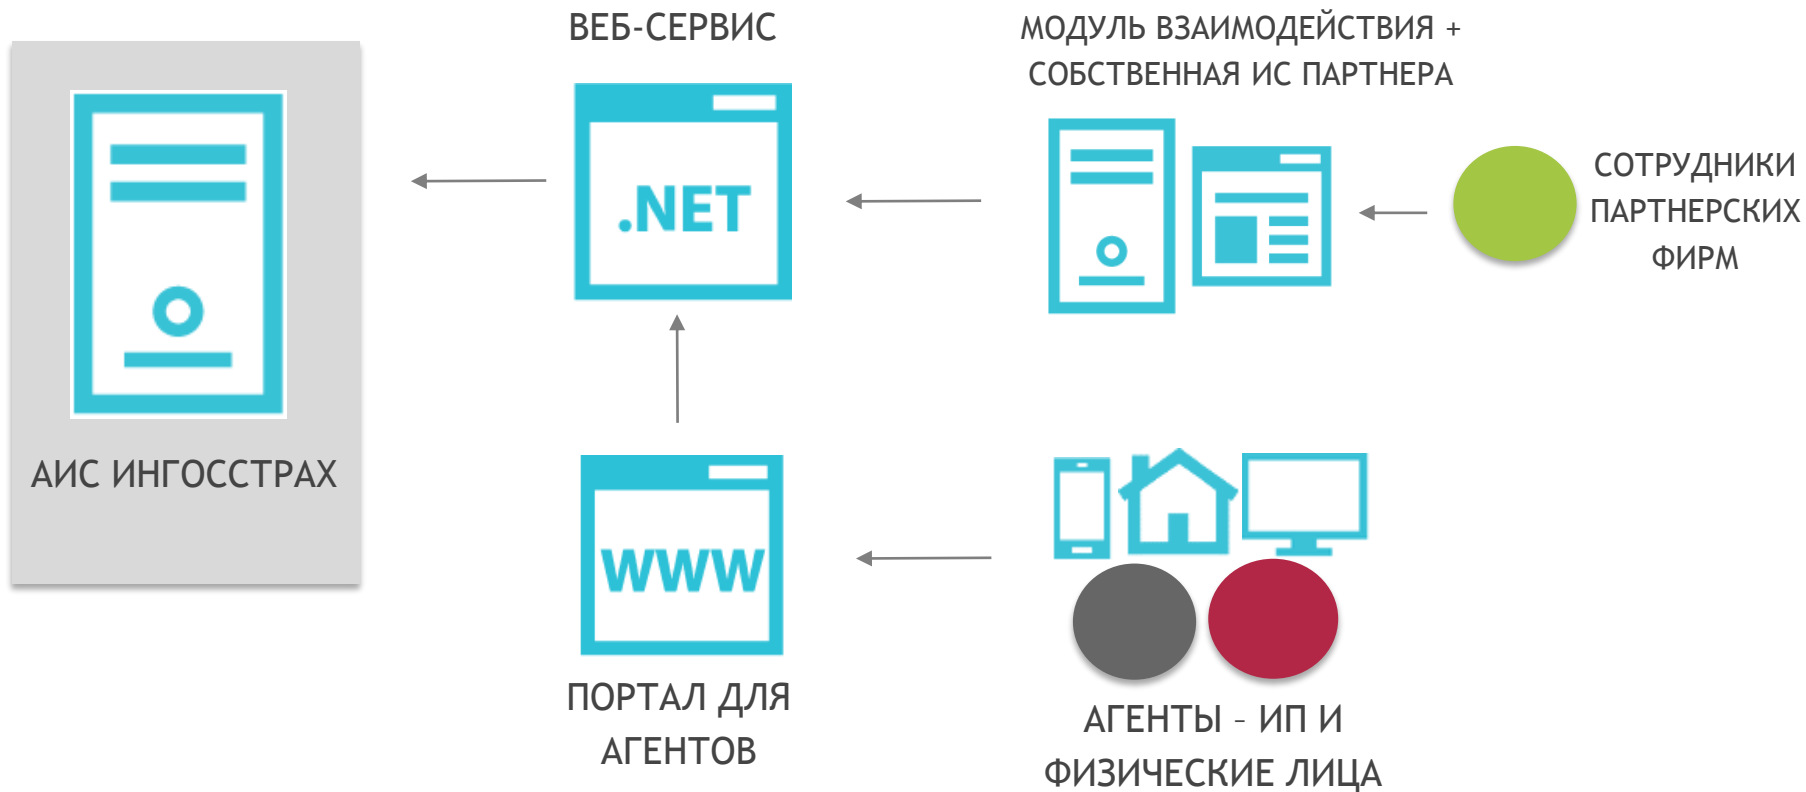 ВЕБ-СЕРВИС
МОДУЛЬ ВЗАИМОДЕЙСТВИЯ +
СОБСТВЕННАЯ ИС ПАРТНЕРА
.NET
СОТРУДНИКИ
ПАРТНЕРСКИХ
ФИРМ
АИС ИНГОССТРАХ
WWW
ПОРТАЛ ДЛЯ
АГЕНТОВ
АГЕНТЫ – ИП И
ФИЗИЧЕСКИЕ ЛИЦА